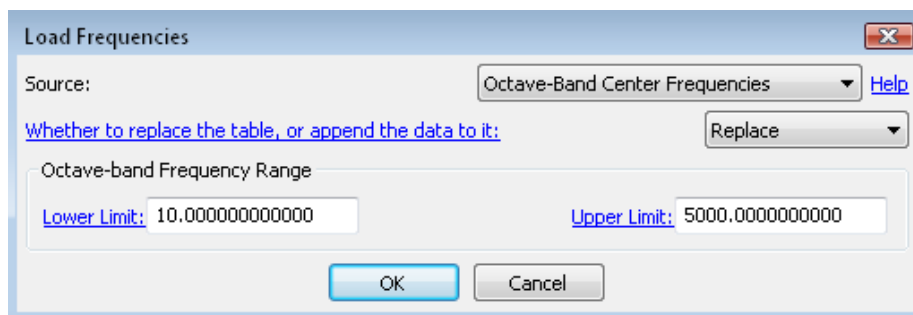 Load Frequencies
Source: Octave-Band Center Frequencies Help
Whether to replace the table, or append the data to it: Replace
Octave-band Frequency Range
Lower Limit: 10.000000000000 Upper Limit: 5000.0000000000
OK Cancel